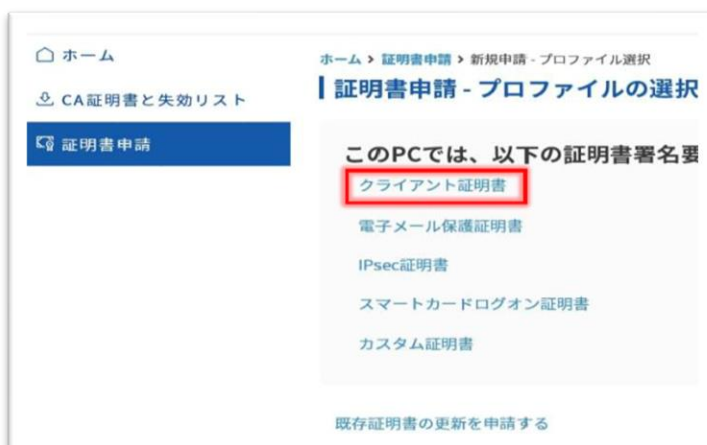 ホーム
CA証明書と失効リスト
証明書申請
ホーム > 証明書申請 > 新規申請 - プロファイル選択
証明書申請 - プロファイルの選択
このPCでは、以下の証明書署名要
クライアント証明書
電子メール保護証明書
IPsec証明書
スマートカードログオン証明書
カスタム証明書
既存証明書の更新を申請する